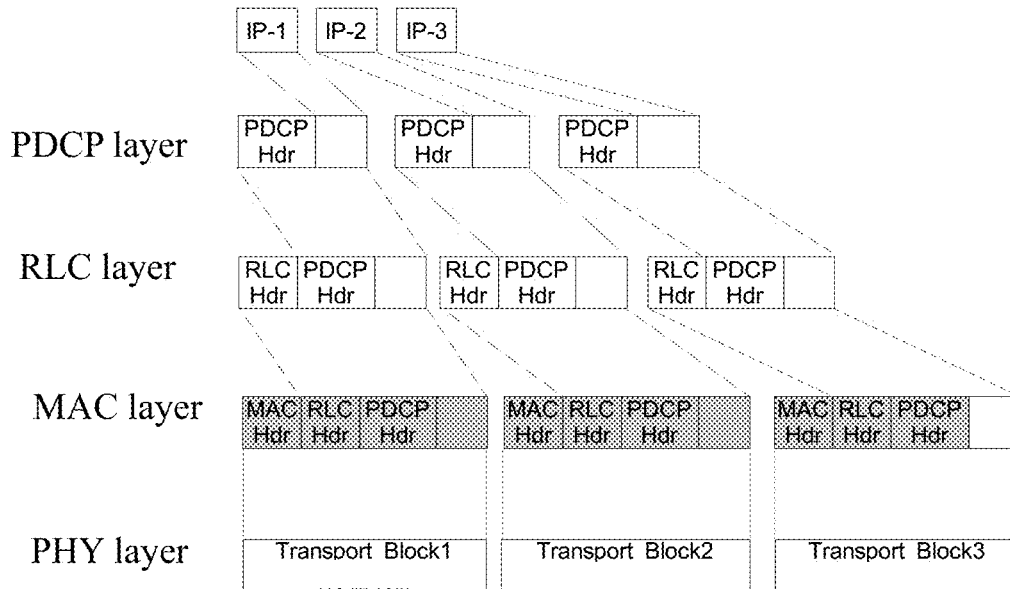 IP-1 IP-2 IP-3
PDCP layer
PDCP Hdr
PDCP Hdr
PDCP Hdr
RLC layer
RLC Hdr PDCP Hdr
RLC Hdr PDCP Hdr
RLC Hdr PDCP Hdr
MAC layer
MAC Hdr RLC Hdr PDCP Hdr
MAC Hdr RLC Hdr PDCP Hdr
MAC Hdr RLC Hdr PDCP Hdr
PHY layer
Transport Block1
Transport Block2
Transport Block3